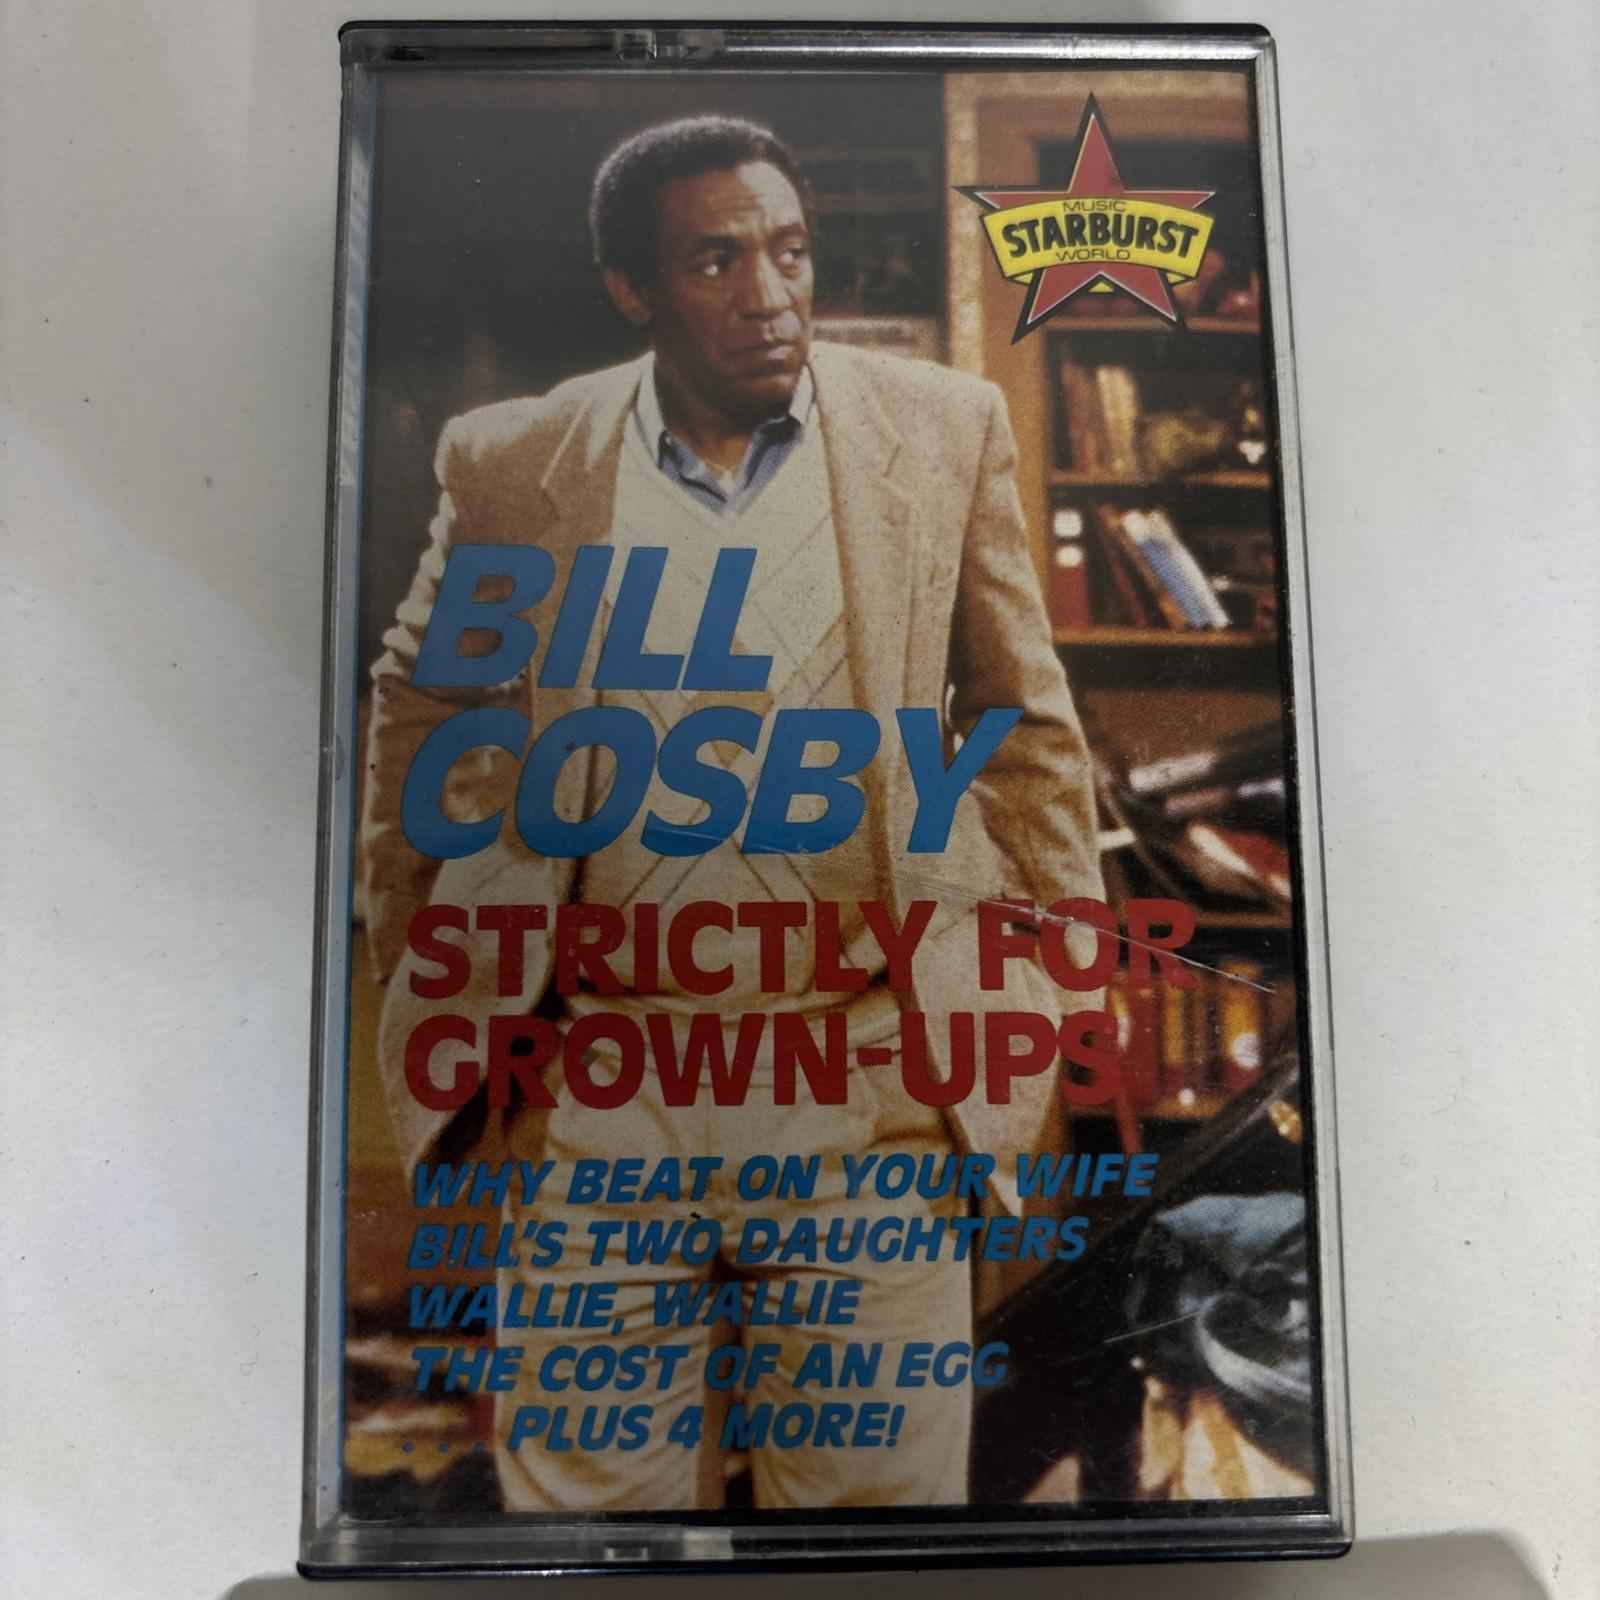 MUSIC
STARBURST
WORLD
BILL
COSBY
STRICTLY FOR
GROWN-UPS
WHY BEAT ON YOUR WIFE
BILL'S TWO DAUGHTERS
WALLIE, WALLIE
THE COST OF AN EGG
...PLUS 4 MORE!